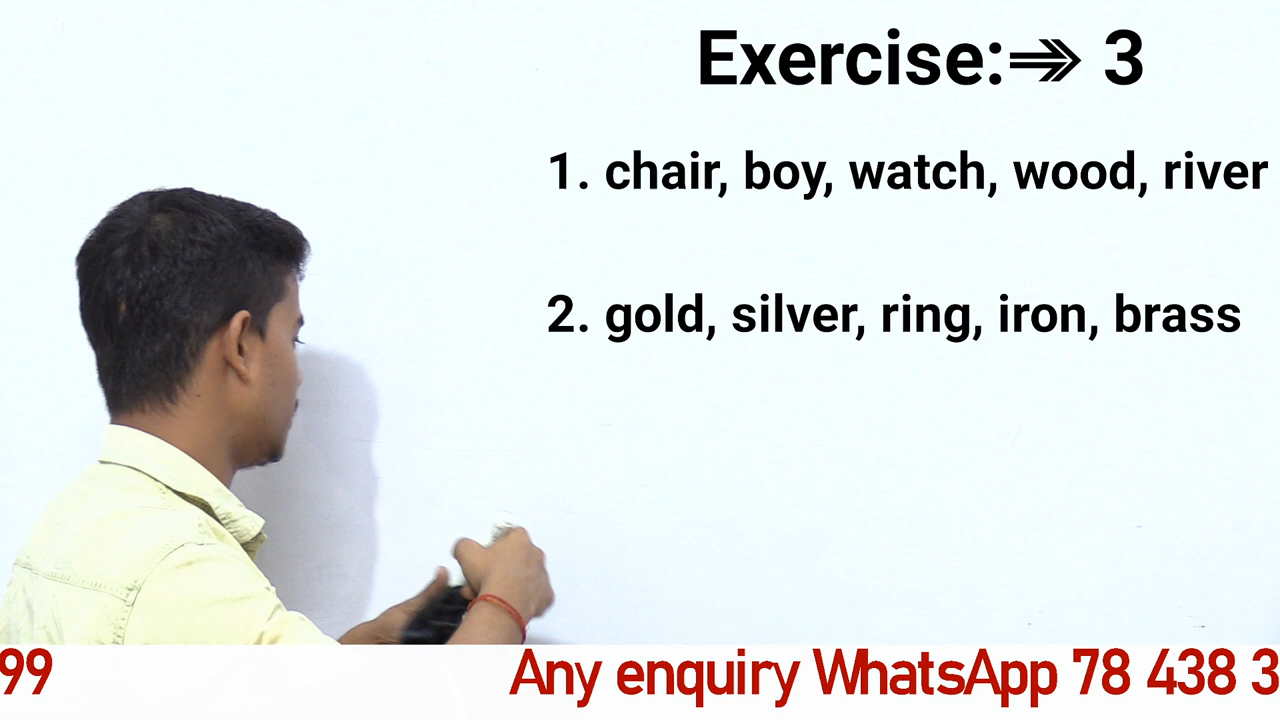 Exercise:⇒ 3
1. chair, boy, watch, wood, river
2. gold, silver, ring, iron, brass
99 Any enquiry WhatsApp 78 438 3